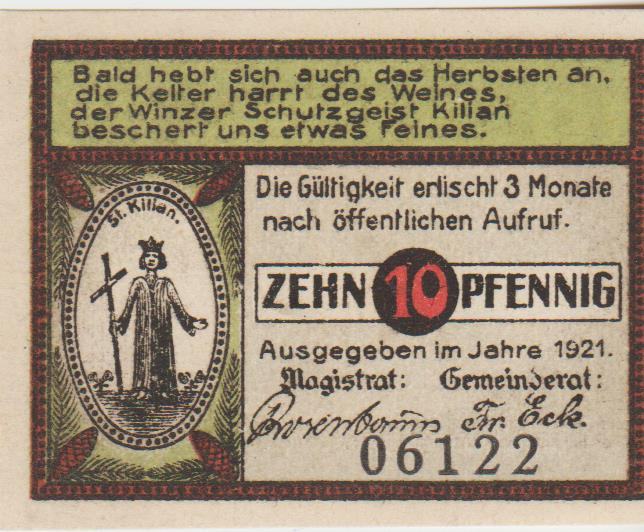 Bald hebt sich auch das Herbsten an,
die Kelter harrt des Weines,
der Winzer Schutzgeist Kilian
beschert uns etwas Feines.
St. Kilian.
Die Gültigkeit erlischt 3 Monate
nach öffentlichen Aufruf.
ZEHN 10 PFENNIG
Ausgegeben im Jahre 1921.
Magistrat: Gemeinderat:
Fr. Eck.
06122